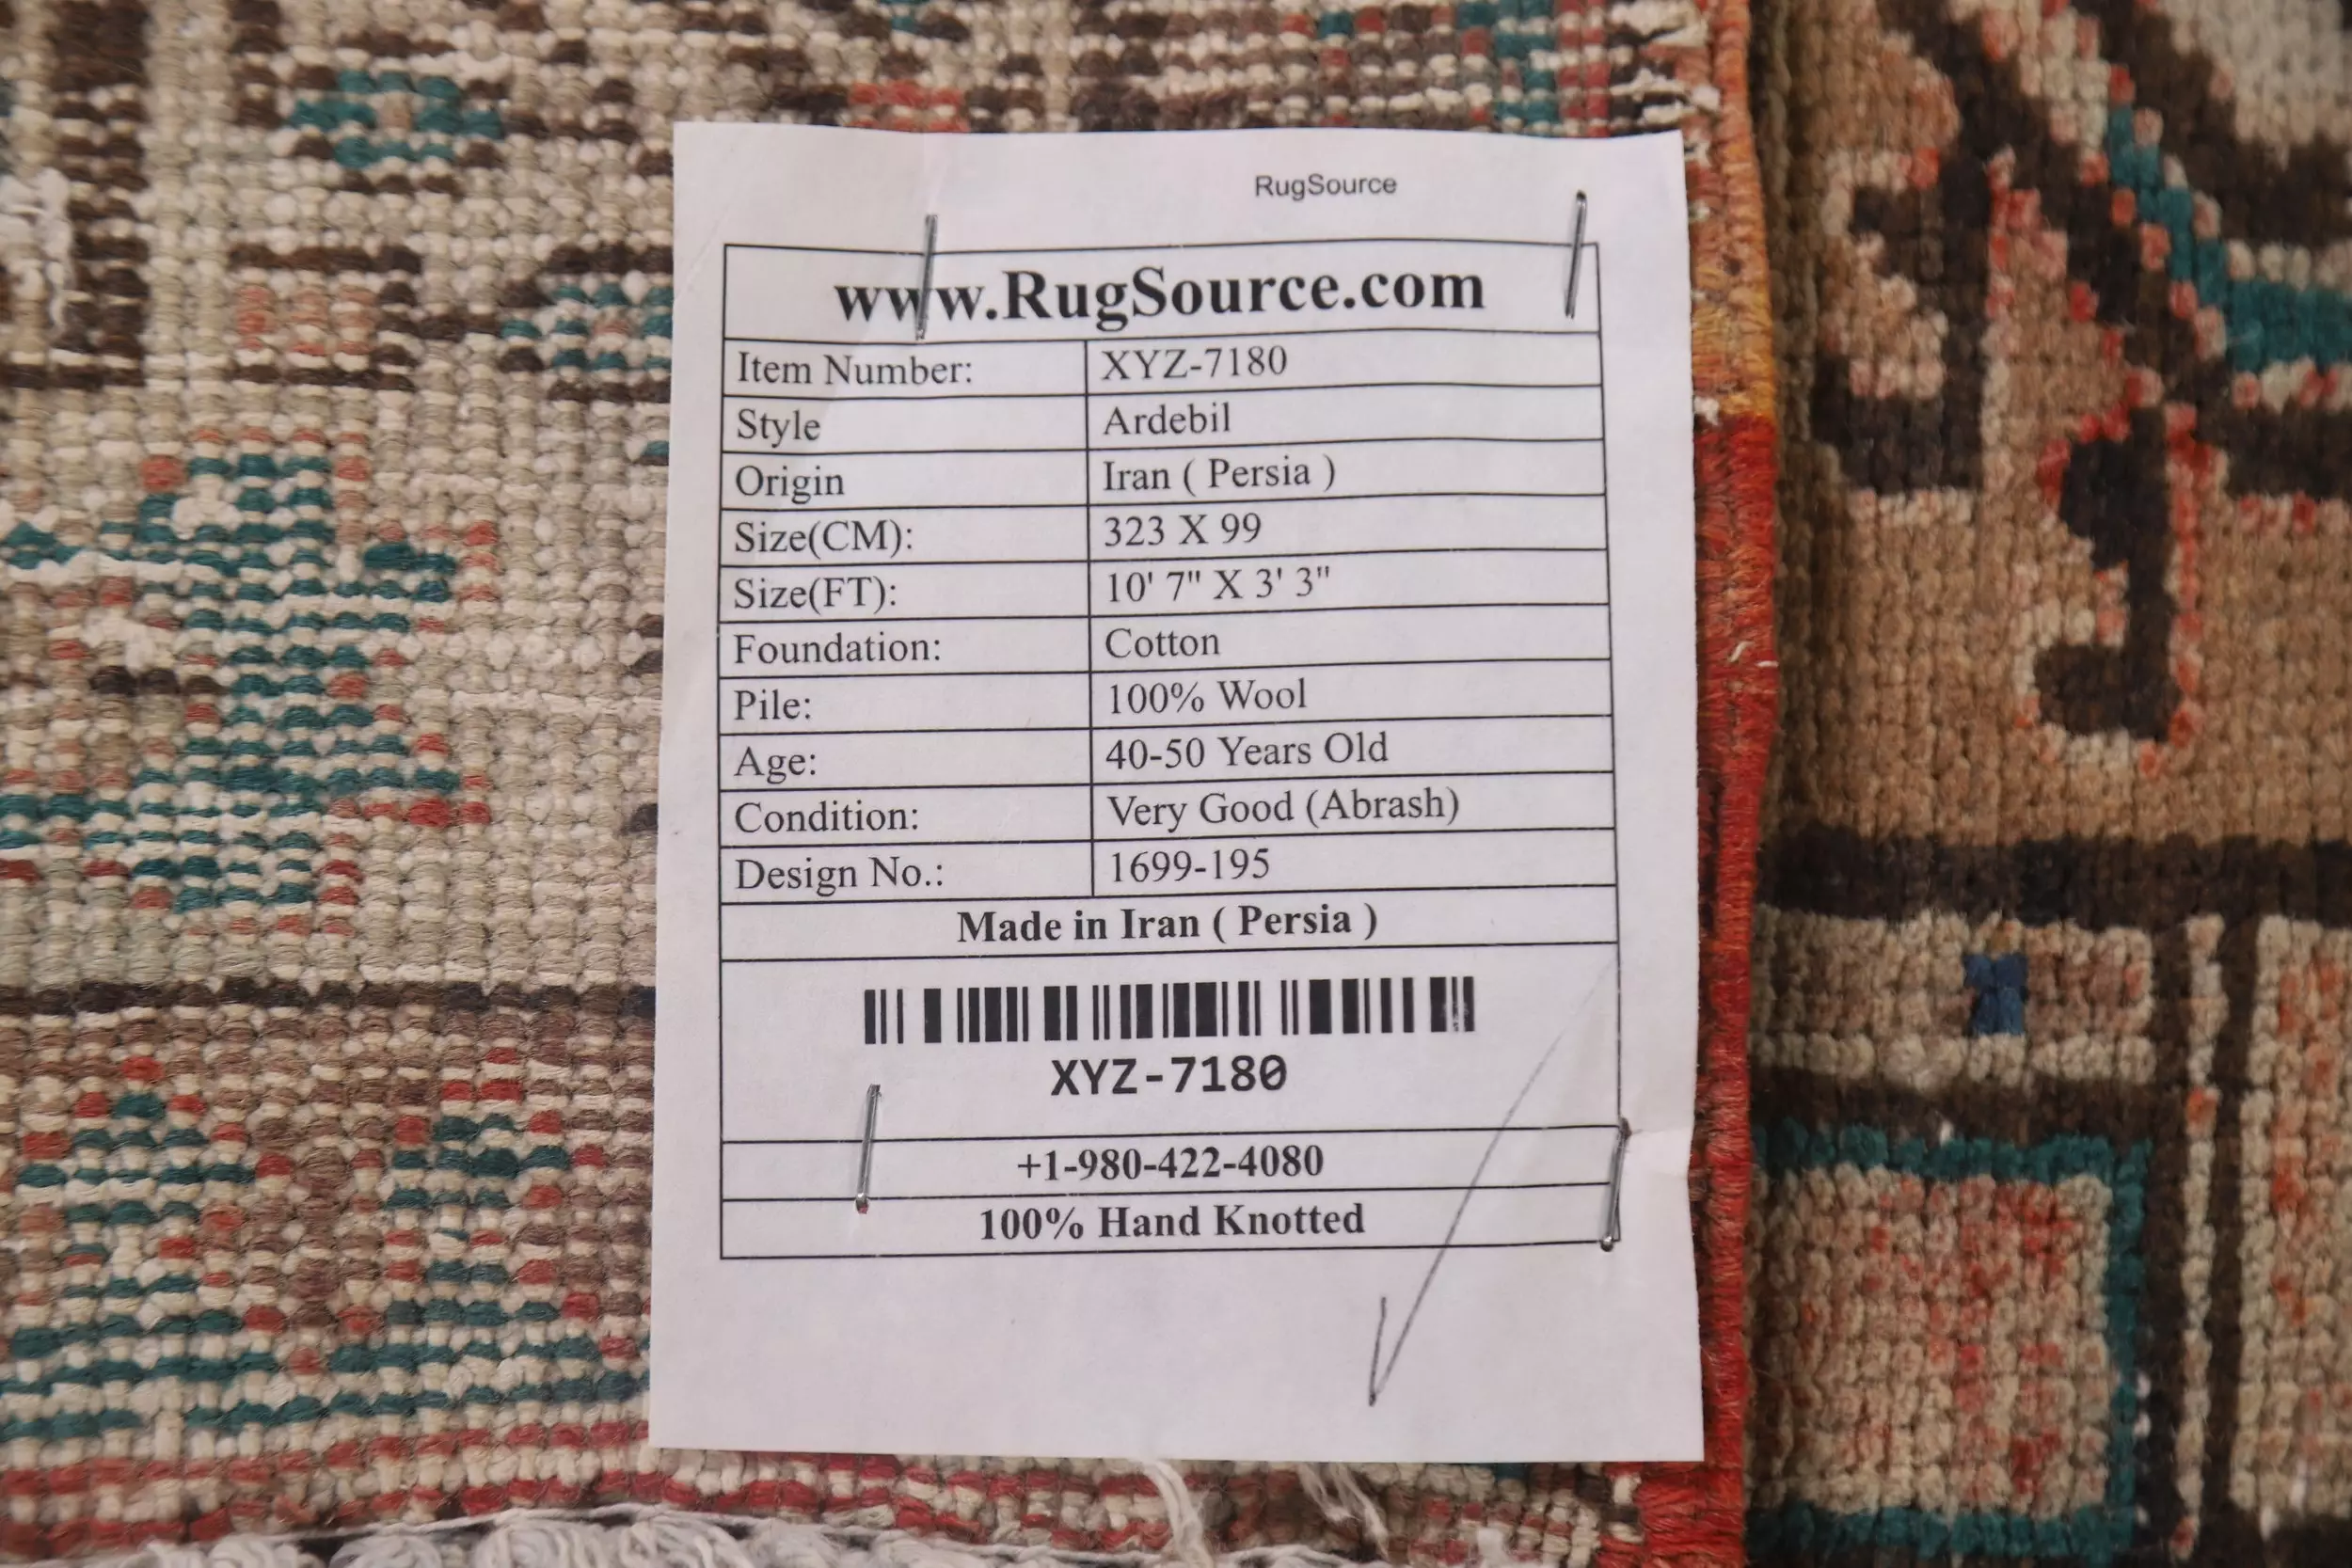 RugSource
www.RugSource.com
Item Number: XYZ-7180
Style Ardebil
Origin Iran ( Persia )
Size(CM): 323 X 99
Size(FT): 10' 7" X 3' 3"
Foundation: Cotton
Pile: 100% Wool
Age: 40-50 Years Old
Condition: Very Good (Abrash)
Design No.: 1699-195
Made in Iran ( Persia )
XYZ-7180
+1-980-422-4080
100% Hand Knotted